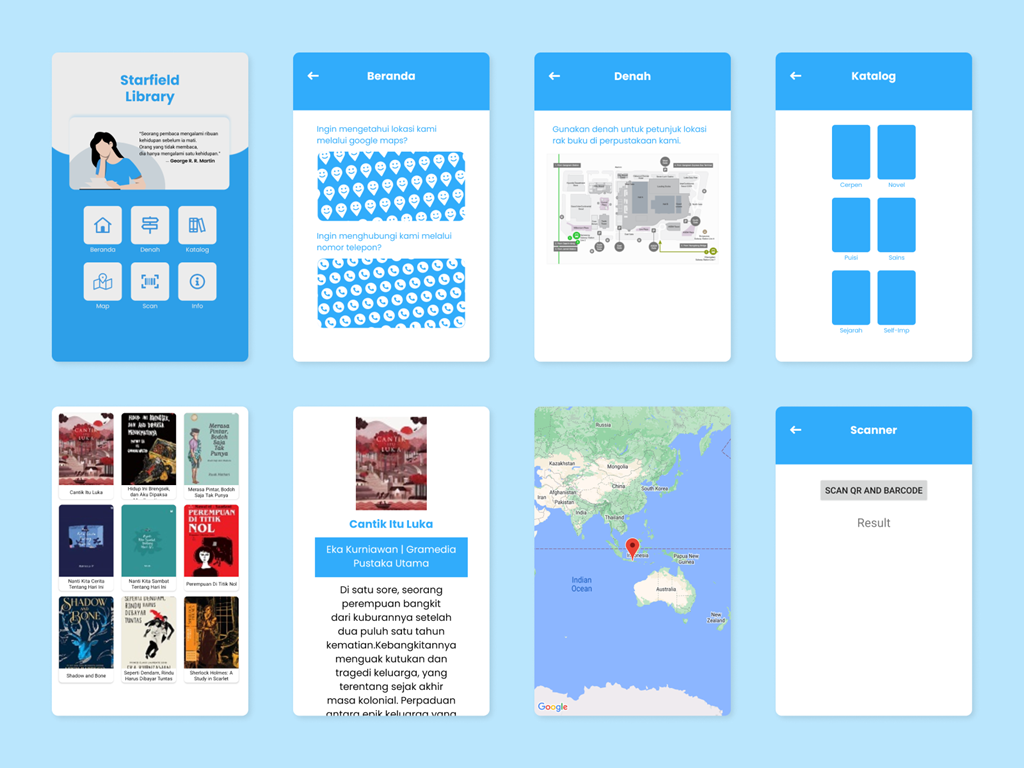 Starfield
Library
"Seorang pembaca mengalami ribuan
kehidupan sebelum ia mati.
Orang yang tidak membaca,
dia hanya mengalami satu kehidupan."
- George R. R. Martin
Beranda
Denah
Katalog
Map
Scan
Info
Beranda
Ingin mengetahui lokasi kami
melalui google maps?
Ingin menghubungi kami melalui
nomor telepon?
Denah
Gunakan denah untuk petunjuk lokasi
rak buku di perpustakaan kami.
Katalog
Cerpen
Novel
Puisi
Sains
Sejarah
Self-Imp
CANTIK
LUKA
Cantik Itu Luka
Hidup Ini Brengsek,
dan Aku Dipaksa
Merasa
Pintar,
Bodoh
Saja
Tak
Punya
Merasa Pintar, Bodoh
Saja Tak Punya
Nanti Kita Cerita
Tentang Hari Ini
Nanti Kita Sambat
Tentang Hari Ini
PEREMPUAN
DI TITIK
NOL
Perempuan Di Titik Nol
SHADOW
AND
BONE
Shadow and Bone
SEPERTI DENDAM,
RINDU HARUS
DIBAYAR
TUNTAS
EKA KURNIAWAN
Seperti Dendam, Rindu
Harus Dibayar Tuntas
Sherlock Holmes: A
Study in Scarlet
CANTIK
LUKA
Cantik Itu Luka
Eka Kurniawan | Gramedia
Pustaka Utama
Di satu sore, seorang
perempuan bangkit
dari kuburannya setelah
dua puluh satu tahun
kematian.Kebangkitannya
menguak kutukan dan
tragedi keluarga, yang
terentang sejak akhir
masa kolonial. Perpaduan
antara epik keluarga yang
Russia
Kazakhstan
Mongolia
China
South Korea
Afghanistan
Iran
India
Thailand
Indonesia
Papua New
Guinea
Indian
Ocean
Australia
New
Zealand
Google
Scanner
SCAN QR AND BARCODE
Result